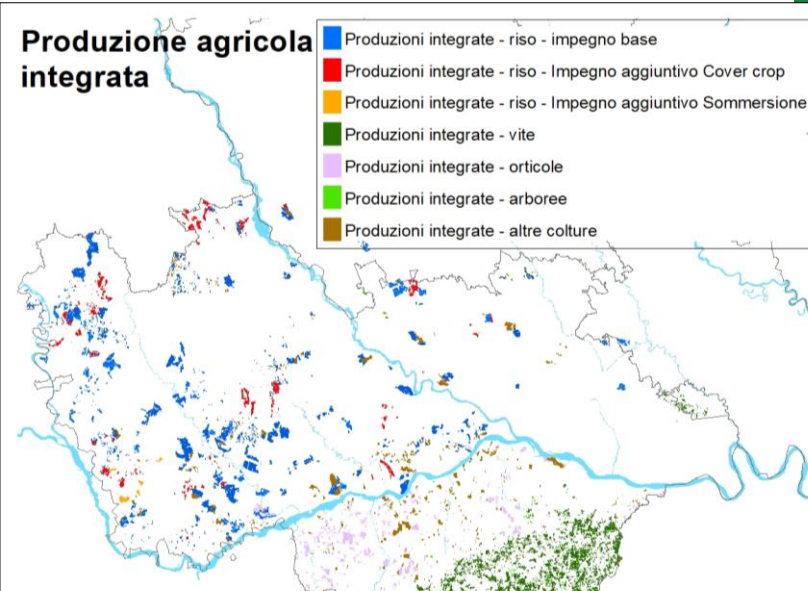 Produzione agricola
integrata
Produzioni integrate - riso - impegno base
Produzioni integrate - riso - Impegno aggiuntivo Cover crop
Produzioni integrate - riso - Impegno aggiuntivo Sommersione
Produzioni integrate - vite
Produzioni integrate - orticole
Produzioni integrate - arboree
Produzioni integrate - altre colture